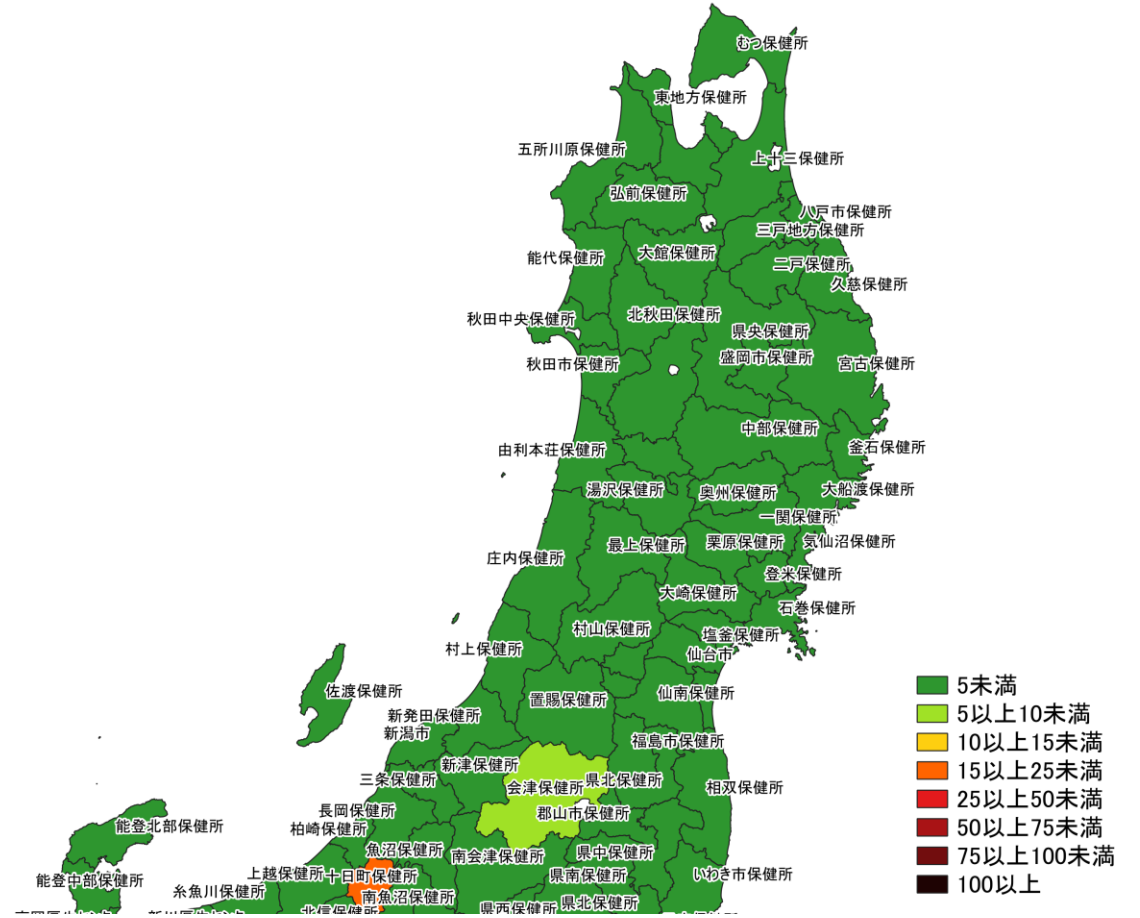 むつ保健所
東地方保健所
五所川原保健所
上十三保健所
弘前保健所
八戸市保健所
三戸地方保健所
大館保健所
能代保健所
二戸保健所
久慈保健所
北秋田保健所
秋田中央保健所
県央保健所
盛岡市保健所
秋田市保健所
宮古保健所
中部保健所
釜石保健所
由利本荘保健所
湯沢保健所
奥州保健所
大船渡保健所
一関保健所
最上保健所
栗原保健所
気仙沼保健所
庄内保健所
登米保健所
大崎保健所
石巻保健所
村山保健所
塩釜保健所
村上保健所
仙台市
佐渡保健所
仙南保健所
置賜保健所
新発田保健所
新潟市
福島市保健所
新津保健所
三条保健所
県北保健所
会津保健所
相双保健所
長岡保健所
郡山市保健所
能登北部保健所
柏崎保健所
魚沼保健所
南会津保健所
県中保健所
上越保健所
十日町保健所
県南保健所
いわき市保健所
能登中部保健所
糸魚川保健所
南魚沼保健所
県北保健所
県西保健所
北信保健所
5未満
5以上10未満
10以上15未満
15以上25未満
25以上50未満
50以上75未満
75以上100未満
100以上